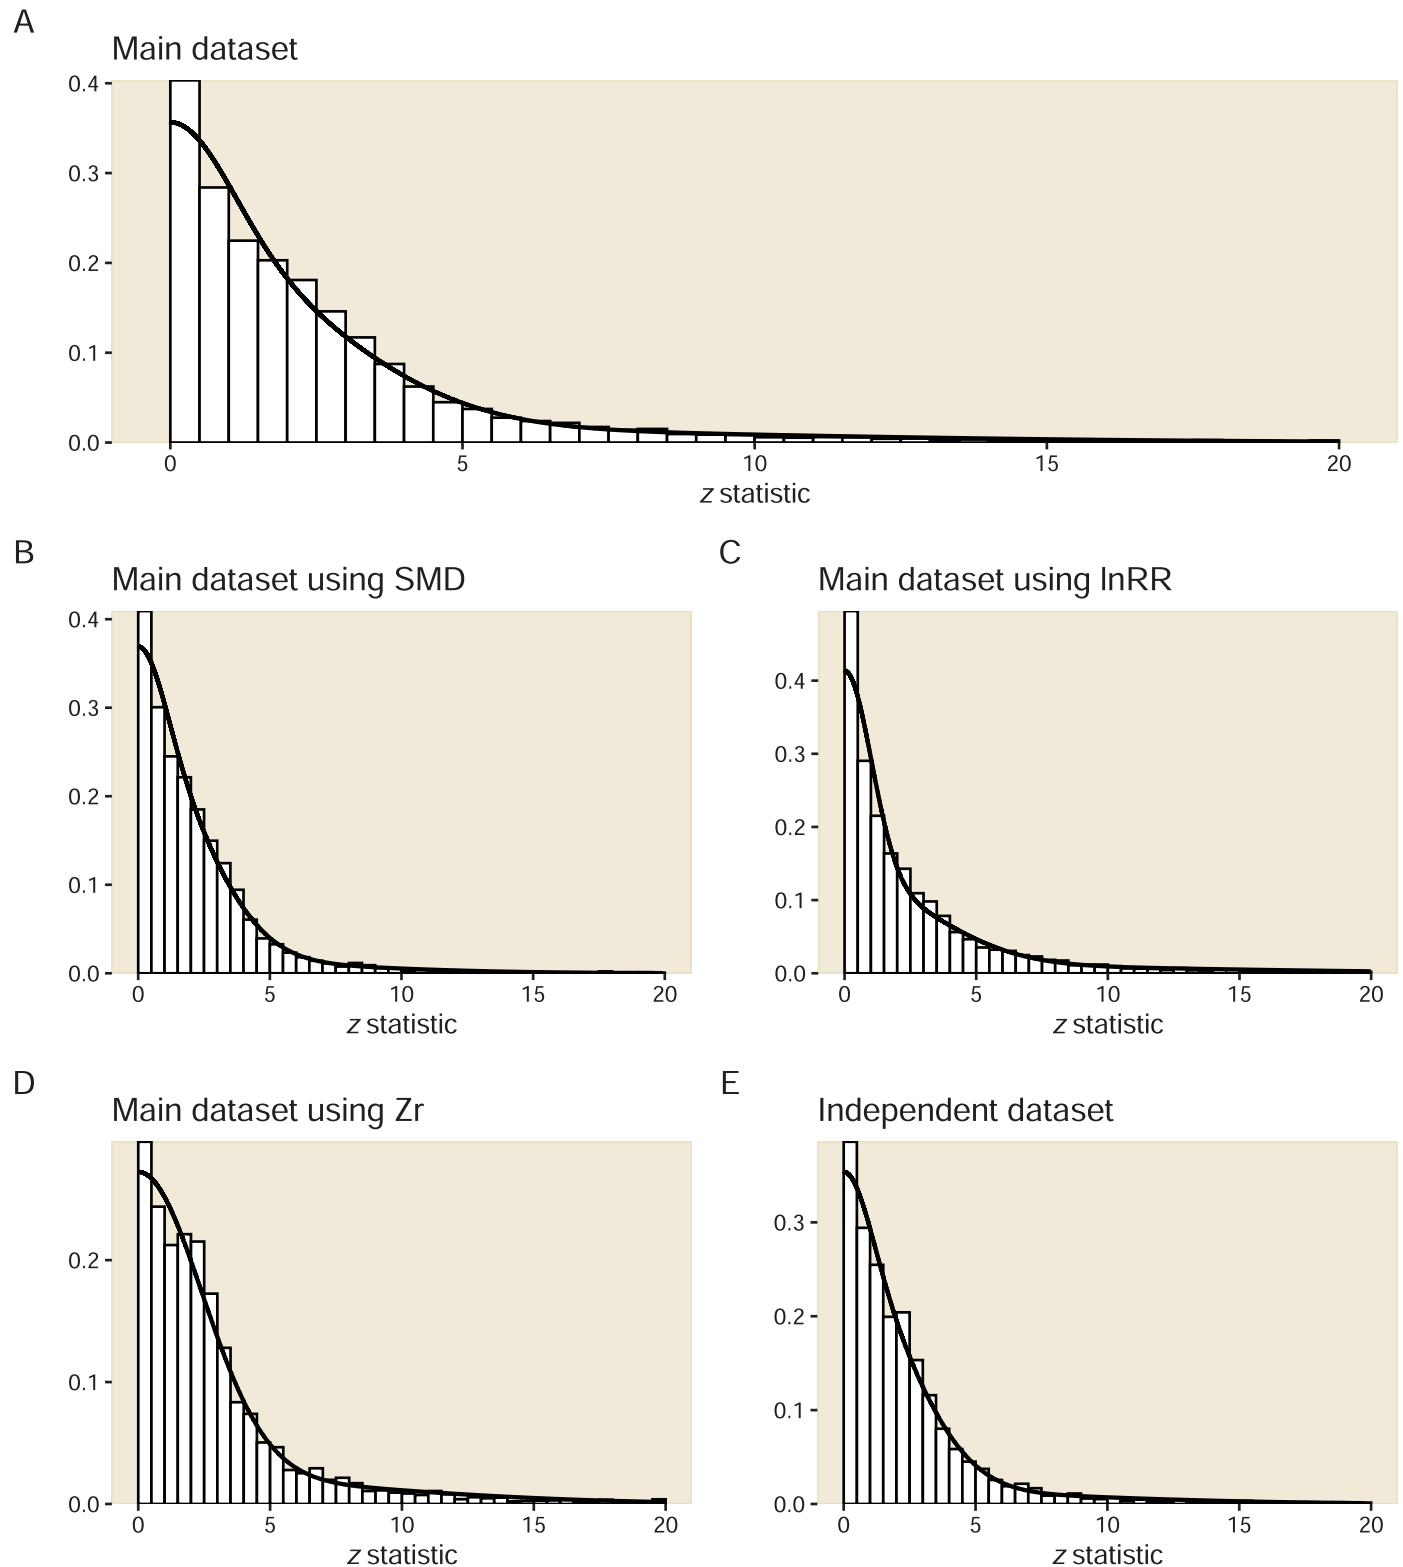 A
Main dataset
0.4
0.3
0.2
0.1
0.0
0 5 10 15 20
z statistic
B
Main dataset using SMD
0.4
0.3
0.2
0.1
0.0
0 5 10 15 20
z statistic
C
Main dataset using lnRR
0.4
0.3
0.2
0.1
0.0
0 5 10 15 20
z statistic
D
Main dataset using Zr
0.2
0.1
0.0
0 5 10 15 20
z statistic
E
Independent dataset
0.3
0.2
0.1
0.0
0 5 10 15 20
z statistic